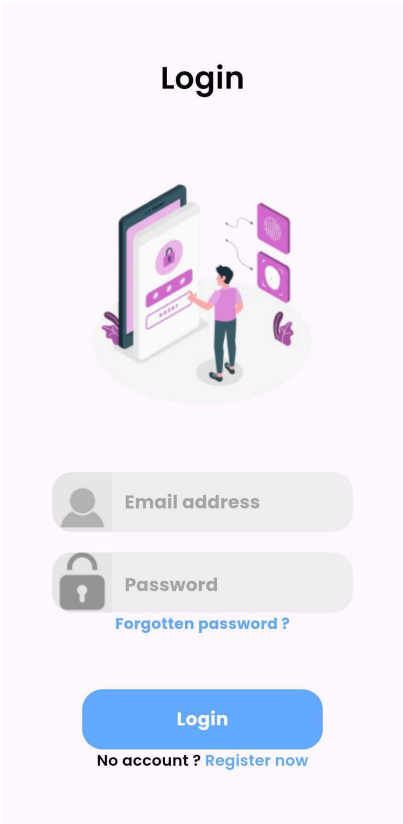 Login
enter
Email address
Password
Forgotten password ?
Login
No account ? Register now